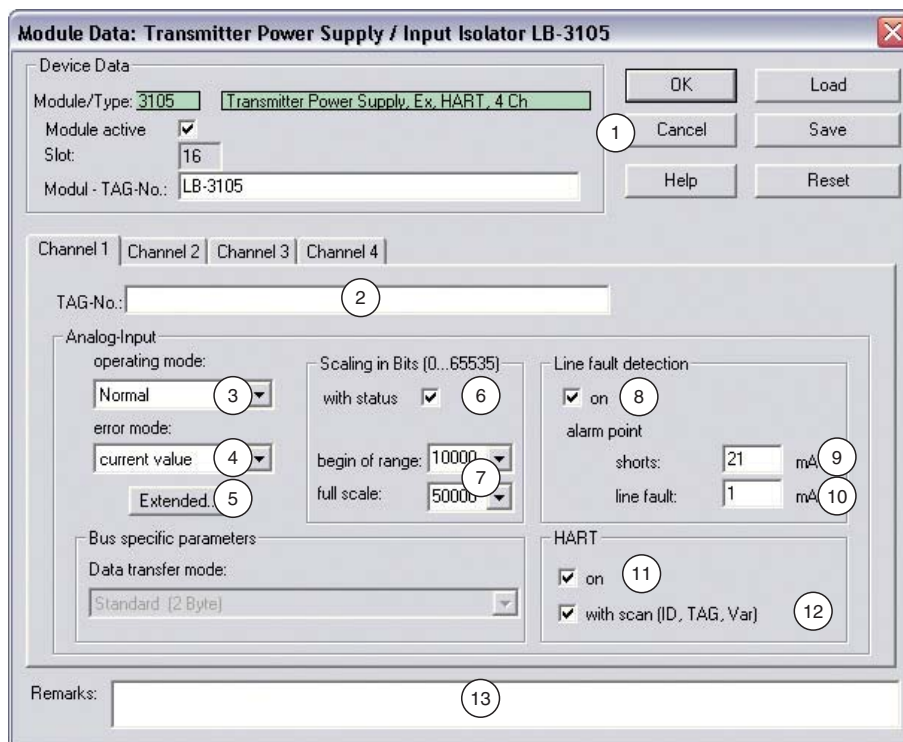 Module Data: Transmitter Power Supply / Input Isolator LB-3105
Device Data
Module/Type: 3105 Transmitter Power Supply, Ex, HART, 4 Ch
Module active
Slot: 16
Modul - TAG-No.: LB-3105
OK Load
1 Cancel Save
Help Reset
Channel 1 Channel 2 Channel 3 Channel 4
TAG-No.: 2
Analog-Input
operating mode:
Normal 3
error mode:
current value 4
Extended.. 5
Scaling in Bits (0...65535)
with status 6
begin of range: 10000
7
full scale: 50000
Line fault detection
on 8
alarm point
shorts: 21 mA 9
line fault: 1 mA 10
Bus specific parameters
Data transfer mode:
Standard (2 Byte)
HART
on 11
with scan (ID, TAG, Var) 12
Remarks: 13